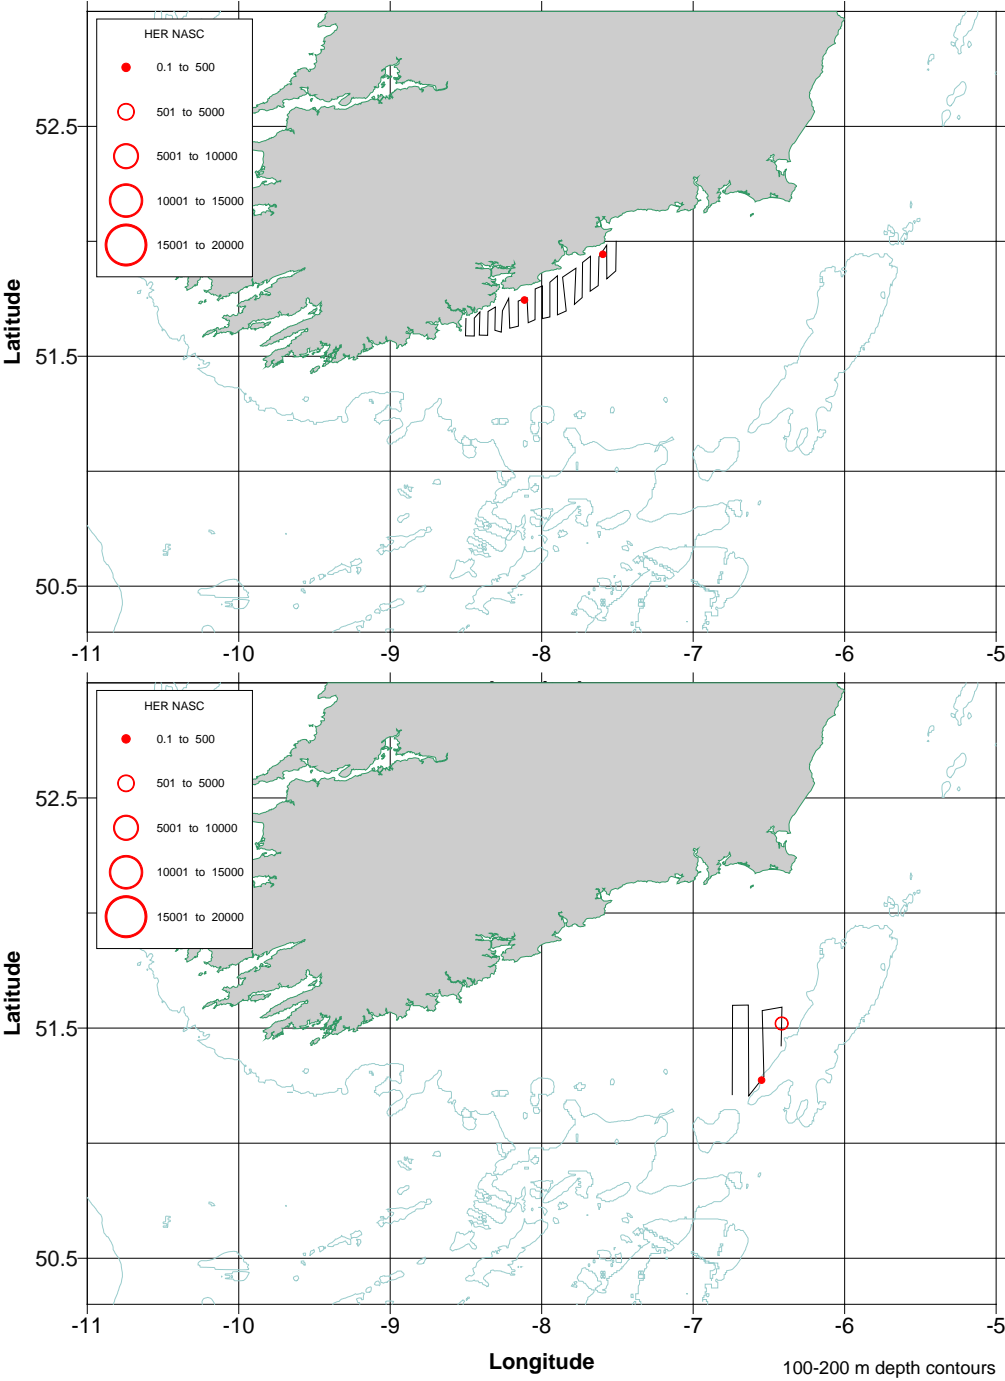 HER NASC
0.1 to 500
501 to 5000
5001 to 10000
10001 to 15000
15001 to 20000
52.5
51.5
50.5
Latitude
-11 -10 -9 -8 -7 -6 -5
HER NASC
0.1 to 500
501 to 5000
5001 to 10000
10001 to 15000
15001 to 20000
52.5
51.5
50.5
Latitude
-11 -10 -9 -8 -7 -6 -5
Longitude
100-200 m depth contours